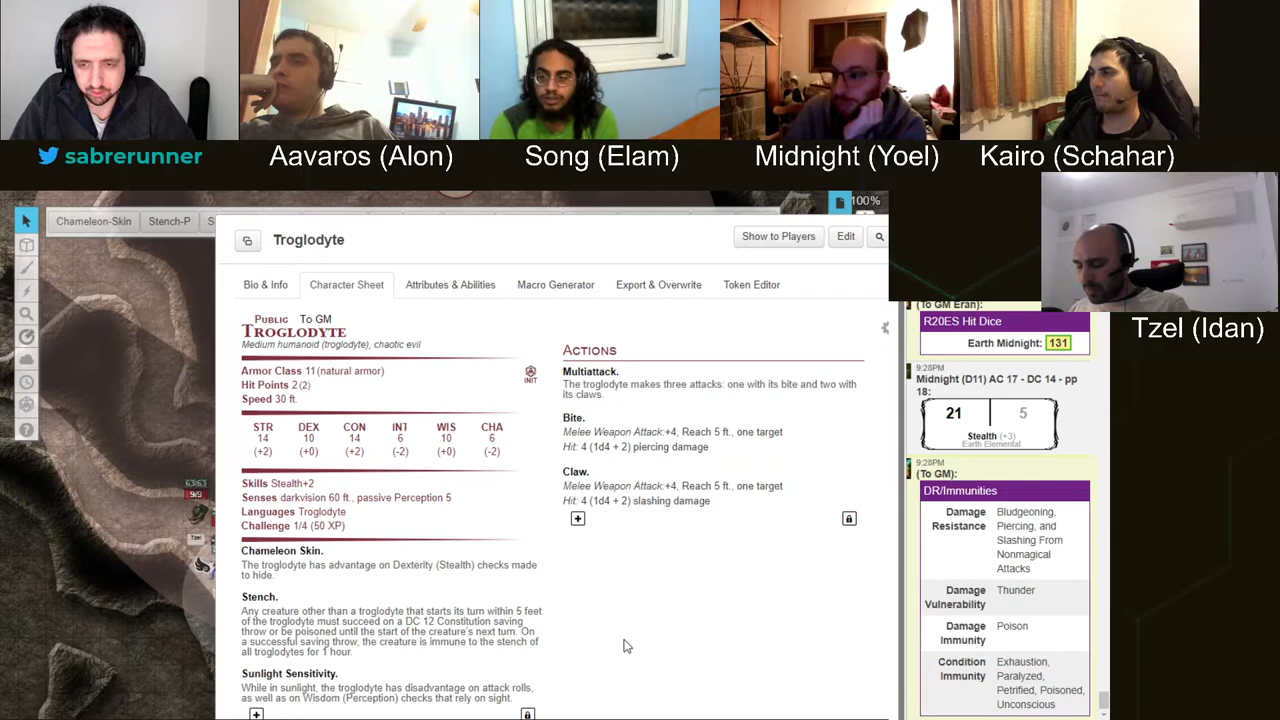 sabrerunner
Aavaros (Alon)
Song (Elam)
Midnight (Yoel)
Kairo (Schahar)
Tzel (Idan)
Chameleon-Skin
Stench-P
S
100%
Troglodyte
Show to Players
Edit
Bio & Info
Character Sheet
Attributes & Abilities
Macro Generator
Export & Overwrite
Token Editor
PUBLIC To GM
TROGLODYTE
Medium humanoid (troglodyte), chaotic evil
Armor Class 11 (natural armor)
Hit Points 2 (2)
Speed 30 ft.
INIT
STR DEX CON INT WIS CHA
14 10 14 6 10 6
(+2) (+0) (+2) (-2) (+0) (-2)
Skills Stealth+2
Senses darkvision 60 ft., passive Perception 5
Languages Troglodyte
Challenge 1/4 (50 XP)
Chameleon Skin.
The troglodyte has advantage on Dexterity (Stealth) checks made
to hide.
Stench.
Any creature other than a troglodyte that starts its turn within 5 feet
of the troglodyte must succeed on a DC 12 Constitution saving
throw or be poisoned until the start of the creature's next turn. On
a successful saving throw, the creature is immune to the stench of
all troglodytes for 1 hour.
Sunlight Sensitivity.
While in sunlight, the troglodyte has disadvantage on attack rolls,
as well as on Wisdom (Perception) checks that rely on sight.
ACTIONS
Multiattack.
The troglodyte makes three attacks: one with its bite and two with
its claws.
Bite.
Melee Weapon Attack:+4, Reach 5 ft., one target
Hit: 4 (1d4 + 2) piercing damage
Claw.
Melee Weapon Attack:+4, Reach 5 ft., one target
Hit: 4 (1d4 + 2) slashing damage
63/63
9/9
Tzel
(To GM Eran):
R20ES Hit Dice
Earth Midnight: 131
9:28PM
Midnight (D11) AC 17 - DC 14 - pp
18:
21 5
Stealth (+3)
Earth Elemental
9:28PM
(To GM):
DR/Immunities
Damage Resistance
Bludgeoning,
Piercing, and
Slashing From
Nonmagical
Attacks
Damage Vulnerability
Thunder
Damage Immunity
Poison
Condition Immunity
Exhaustion,
Paralyzed,
Petrified, Poisoned,
Unconscious